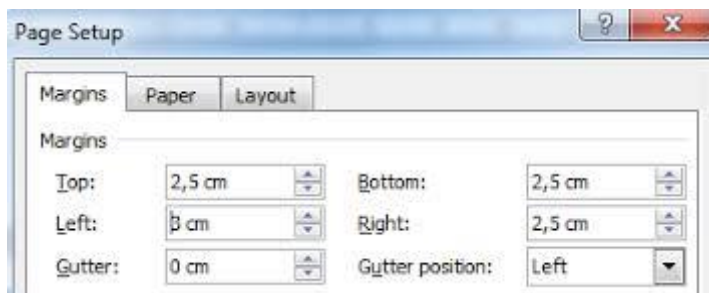 Page Setup
Margins Paper Layout
Margins
Top: 2,5 cm Bottom: 2,5 cm
Left: 3 cm Right: 2,5 cm
Gutter: 0 cm Gutter position: Left